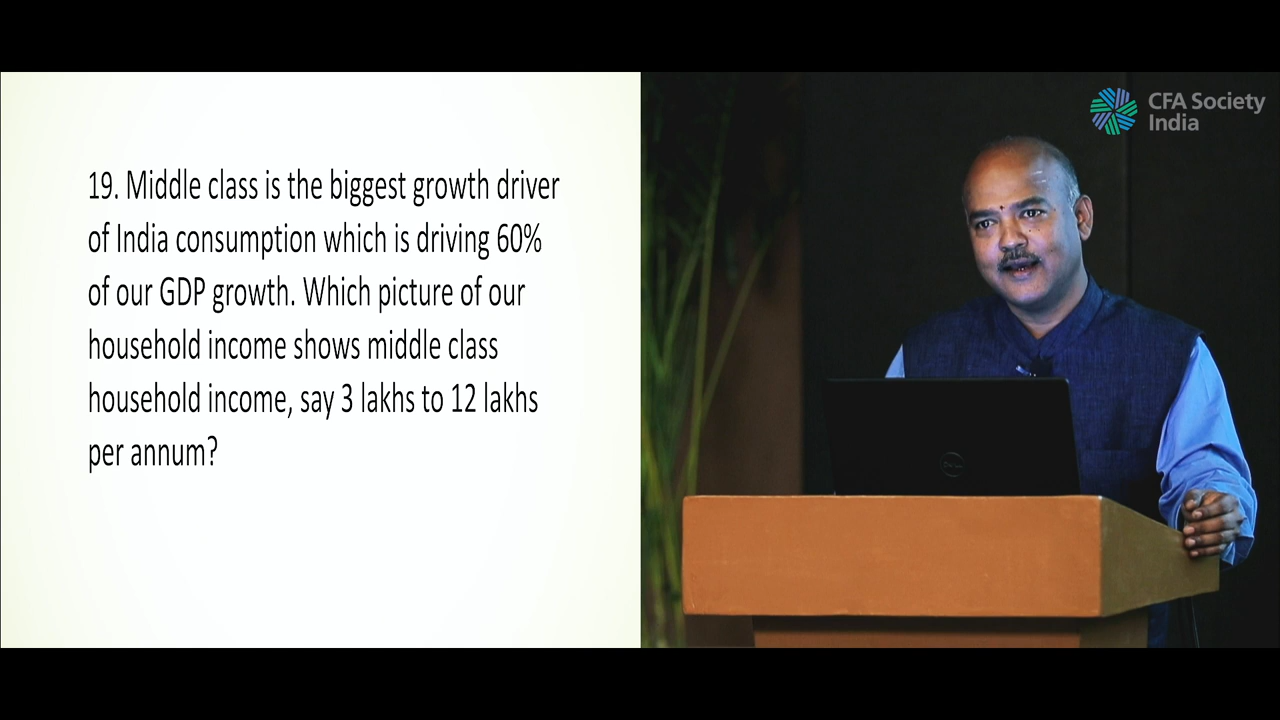 19. Middle class is the biggest growth driver
of India consumption which is driving 60%
of our GDP growth. Which picture of our
household income shows middle class
household income, say 3 lakhs to 12 lakhs
per annum?
CFA Society
India
DELL